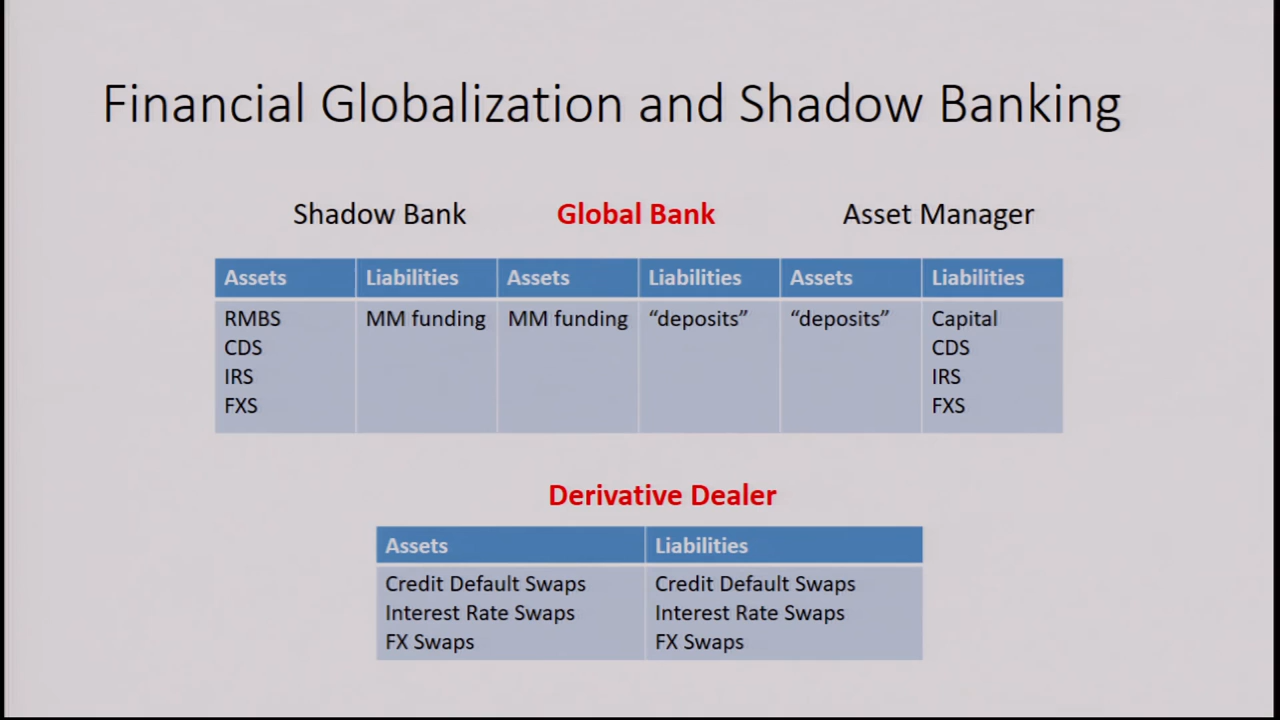 Financial Globalization and Shadow Banking
Shadow Bank Global Bank Asset Manager
Assets Liabilities Assets Liabilities Assets Liabilities
RMBS MM funding MM funding “deposits” “deposits” Capital
CDS CDS
IRS IRS
FXS FXS
Derivative Dealer
Assets Liabilities
Credit Default Swaps Credit Default Swaps
Interest Rate Swaps Interest Rate Swaps
FX Swaps FX Swaps